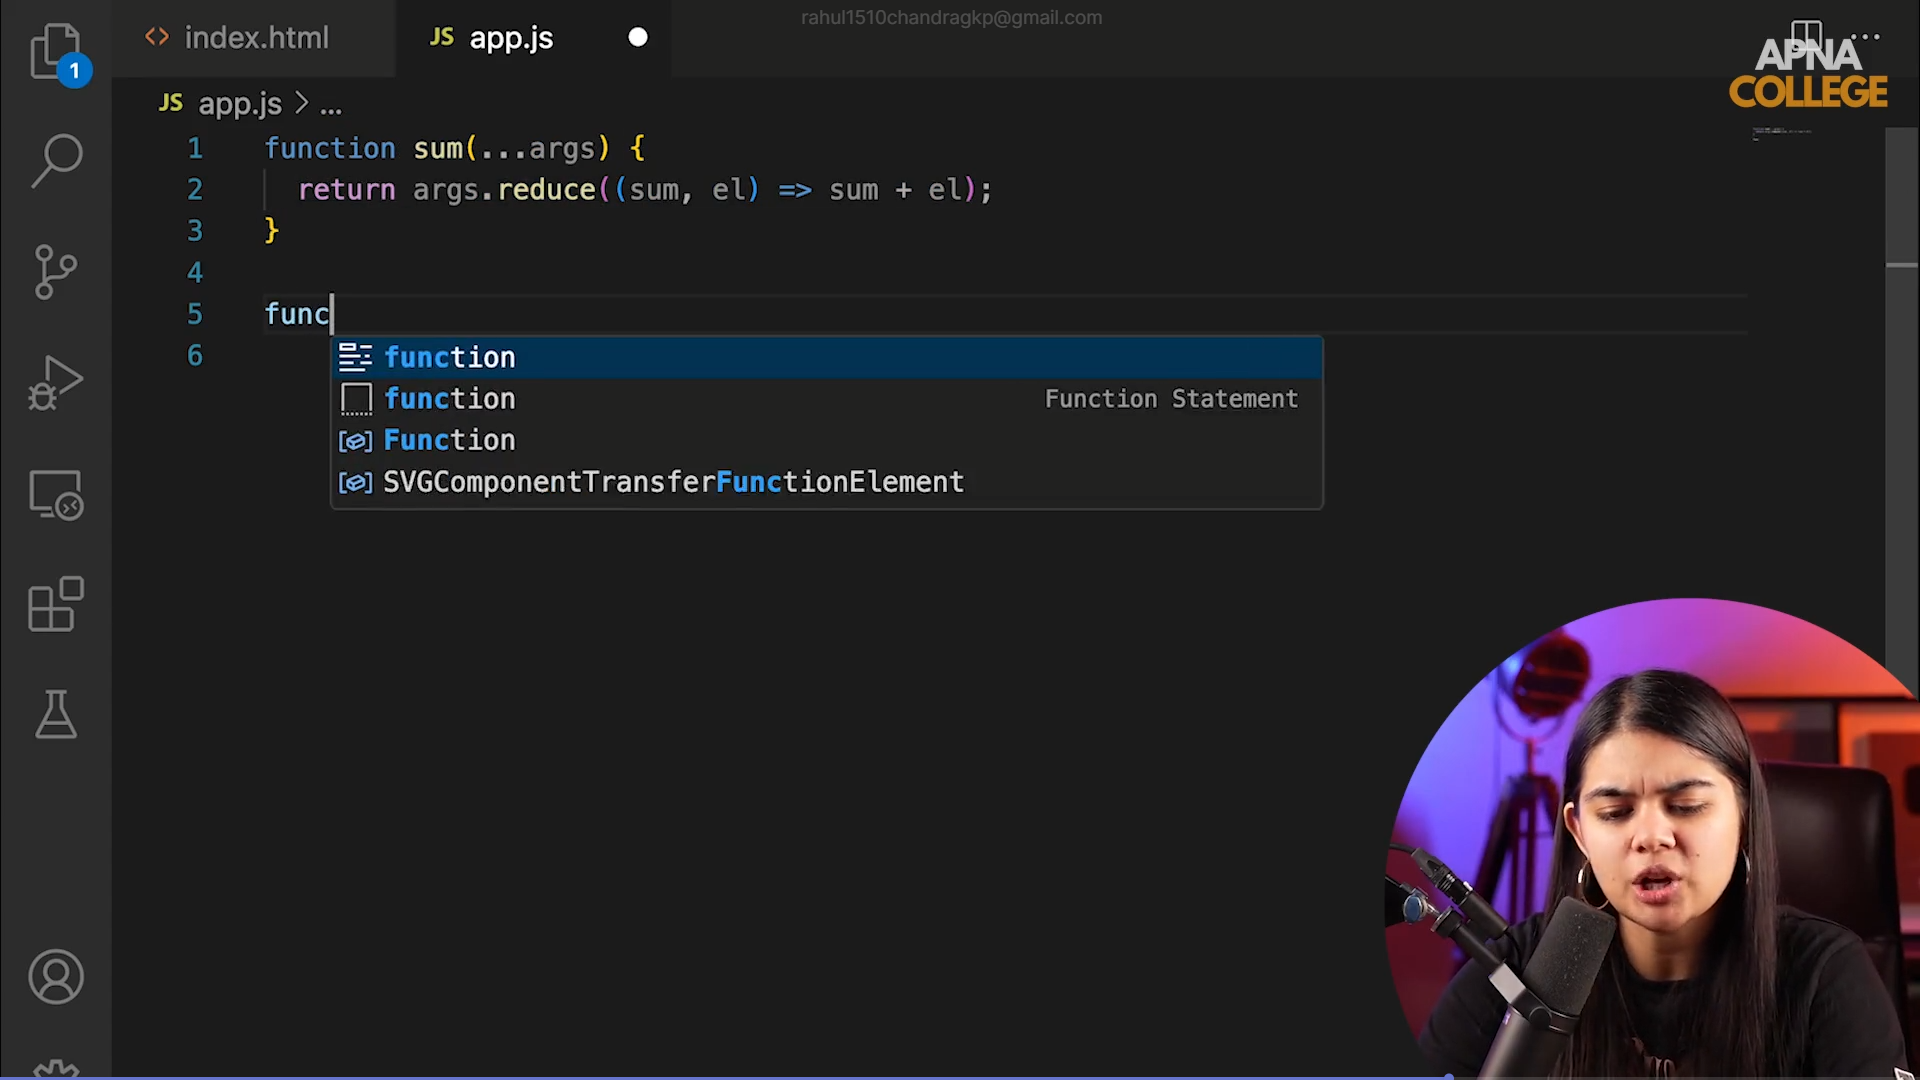 rahul1510chandragkp@gmail.com
<> index.html
JS app.js
APNA
COLLEGE
1
JS app.js > ...
1 function sum(...args) {
2 return args.reduce((sum, el) => sum + el);
3 }
4
5 func
6
function
function Function Statement
Function
SVGComponentTransferFunctionElement